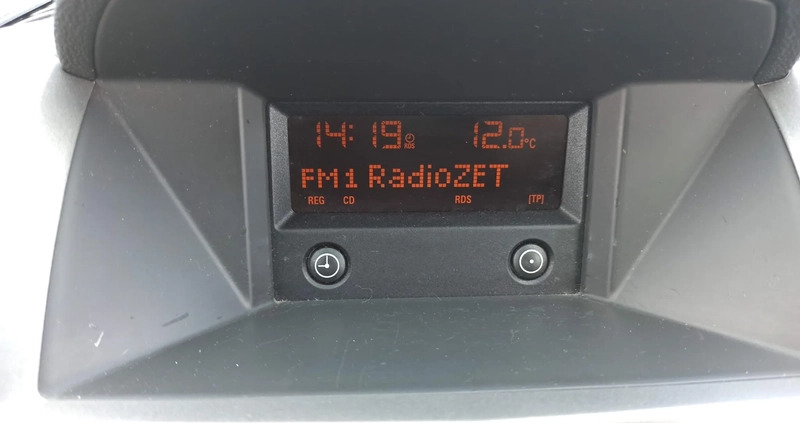 14:19 RDS 12.0°C
FM1 RadioZET
REG CD RDS [TP]